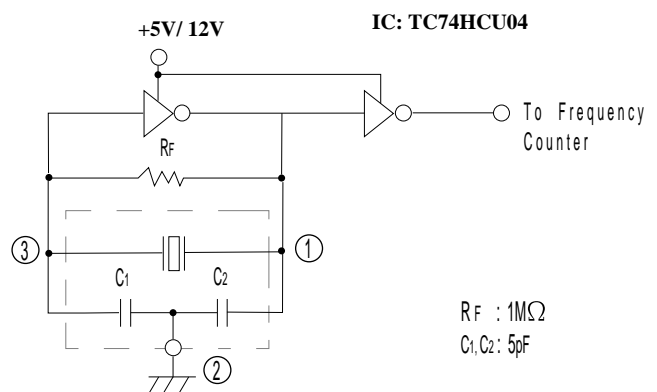 +5V/ 12V
IC: TC74HCU04
To Frequency
Counter
RF
③
①
C1
C2
②
RF : 1MΩ
C1,C2: 5pF